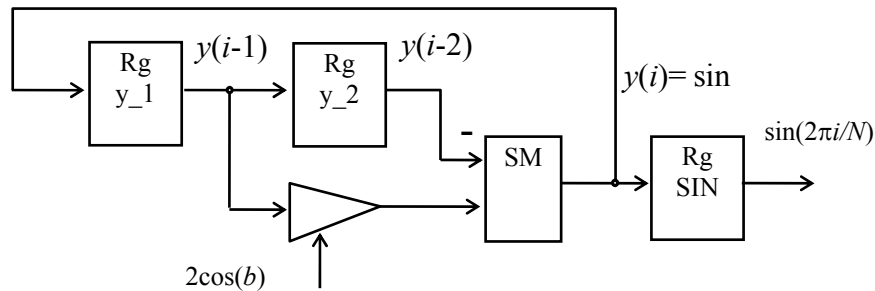 Rg
y_1
y(i-1)
Rg
y_2
y(i-2)
y(i)= sin
sin(2πi/N)
-
SM
Rg
SIN
2cos(b)